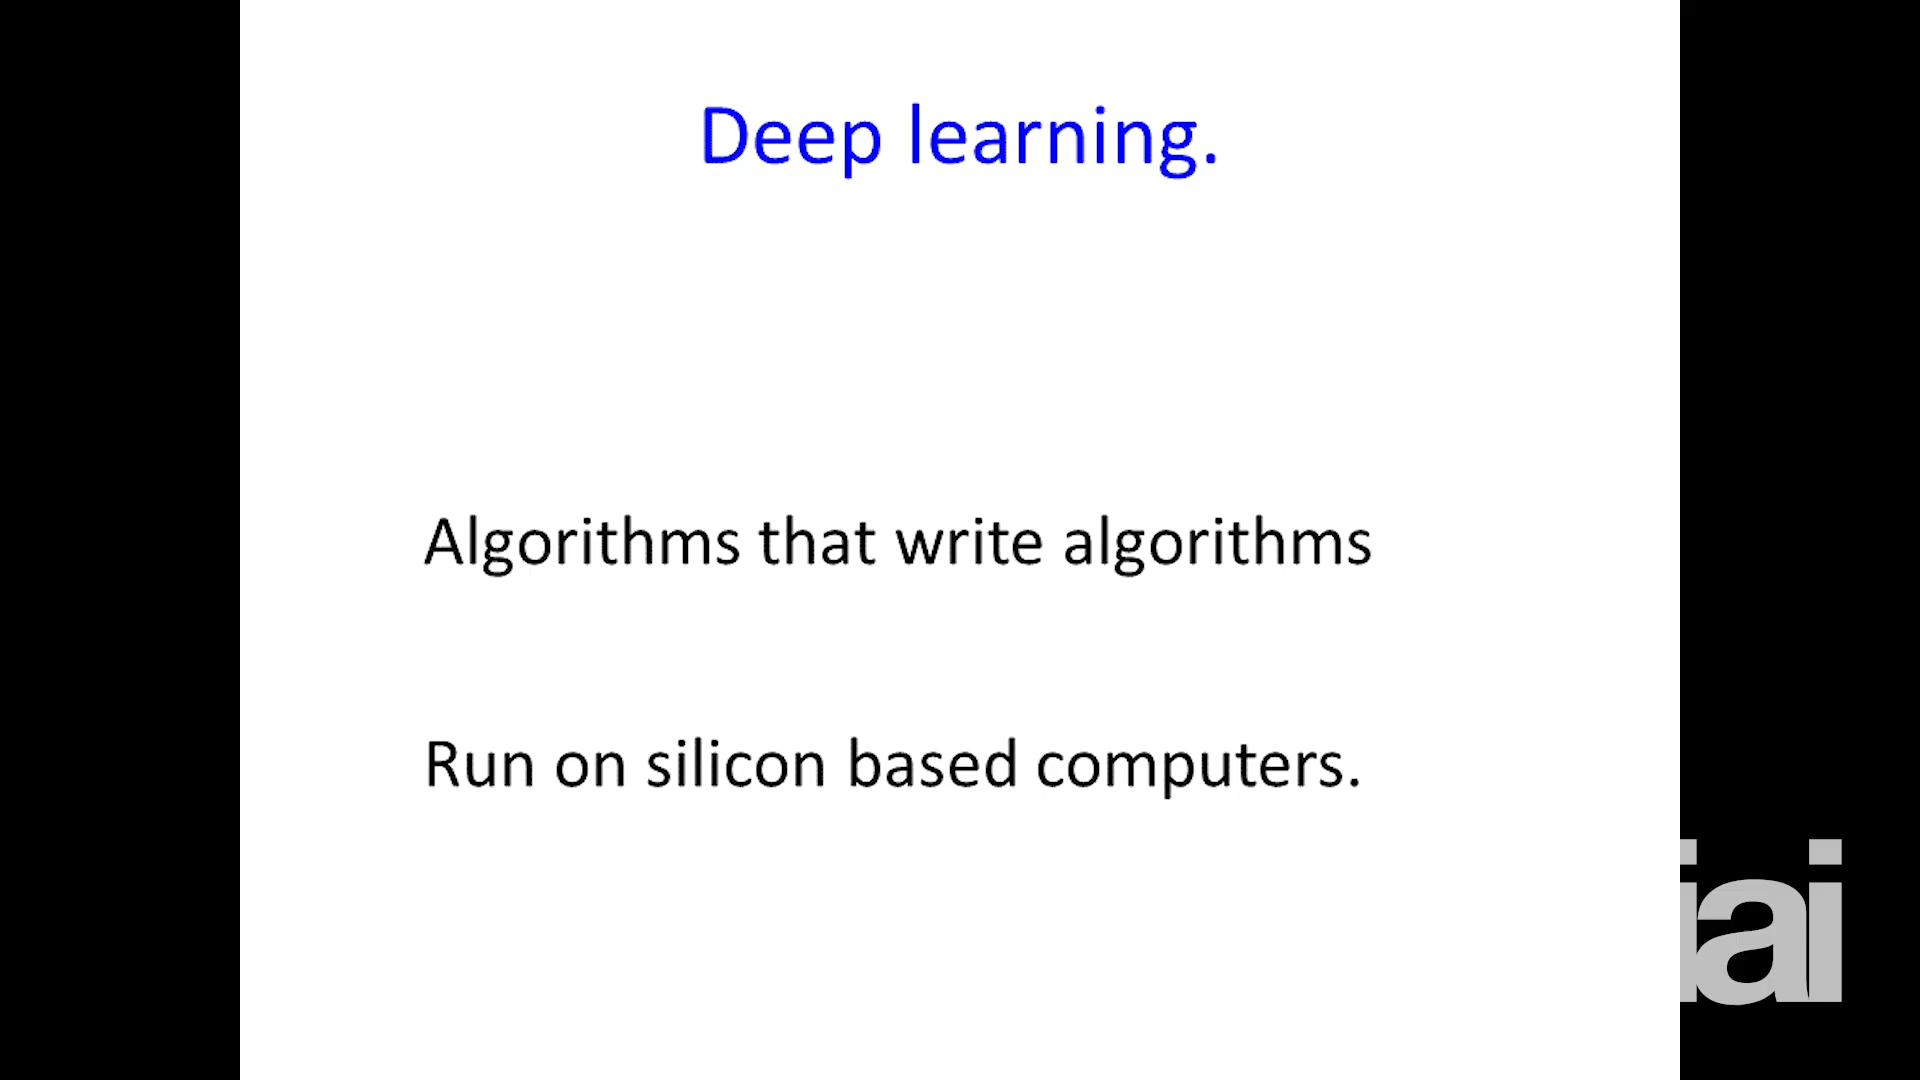 Deep learning.
Algorithms that write algorithms
Run on silicon based computers.
iai